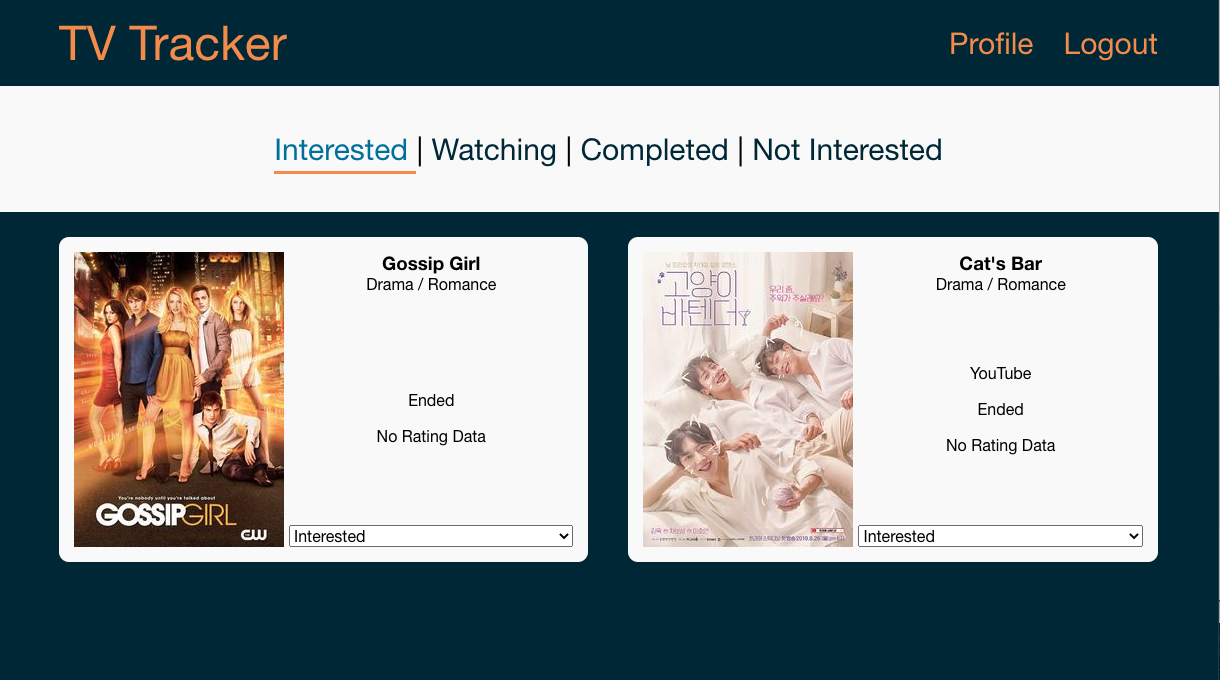 TV Tracker
Profile Logout
Interested | Watching | Completed | Not Interested
Gossip Girl
Drama / Romance
Ended
No Rating Data
Interested
You're nobody until you're talked about
GOSSIPGIRL
CW
Cat's Bar
Drama / Romance
YouTube
Ended
No Rating Data
Interested
고양이
바텐더
우리 좀,
주워가 주실래요?